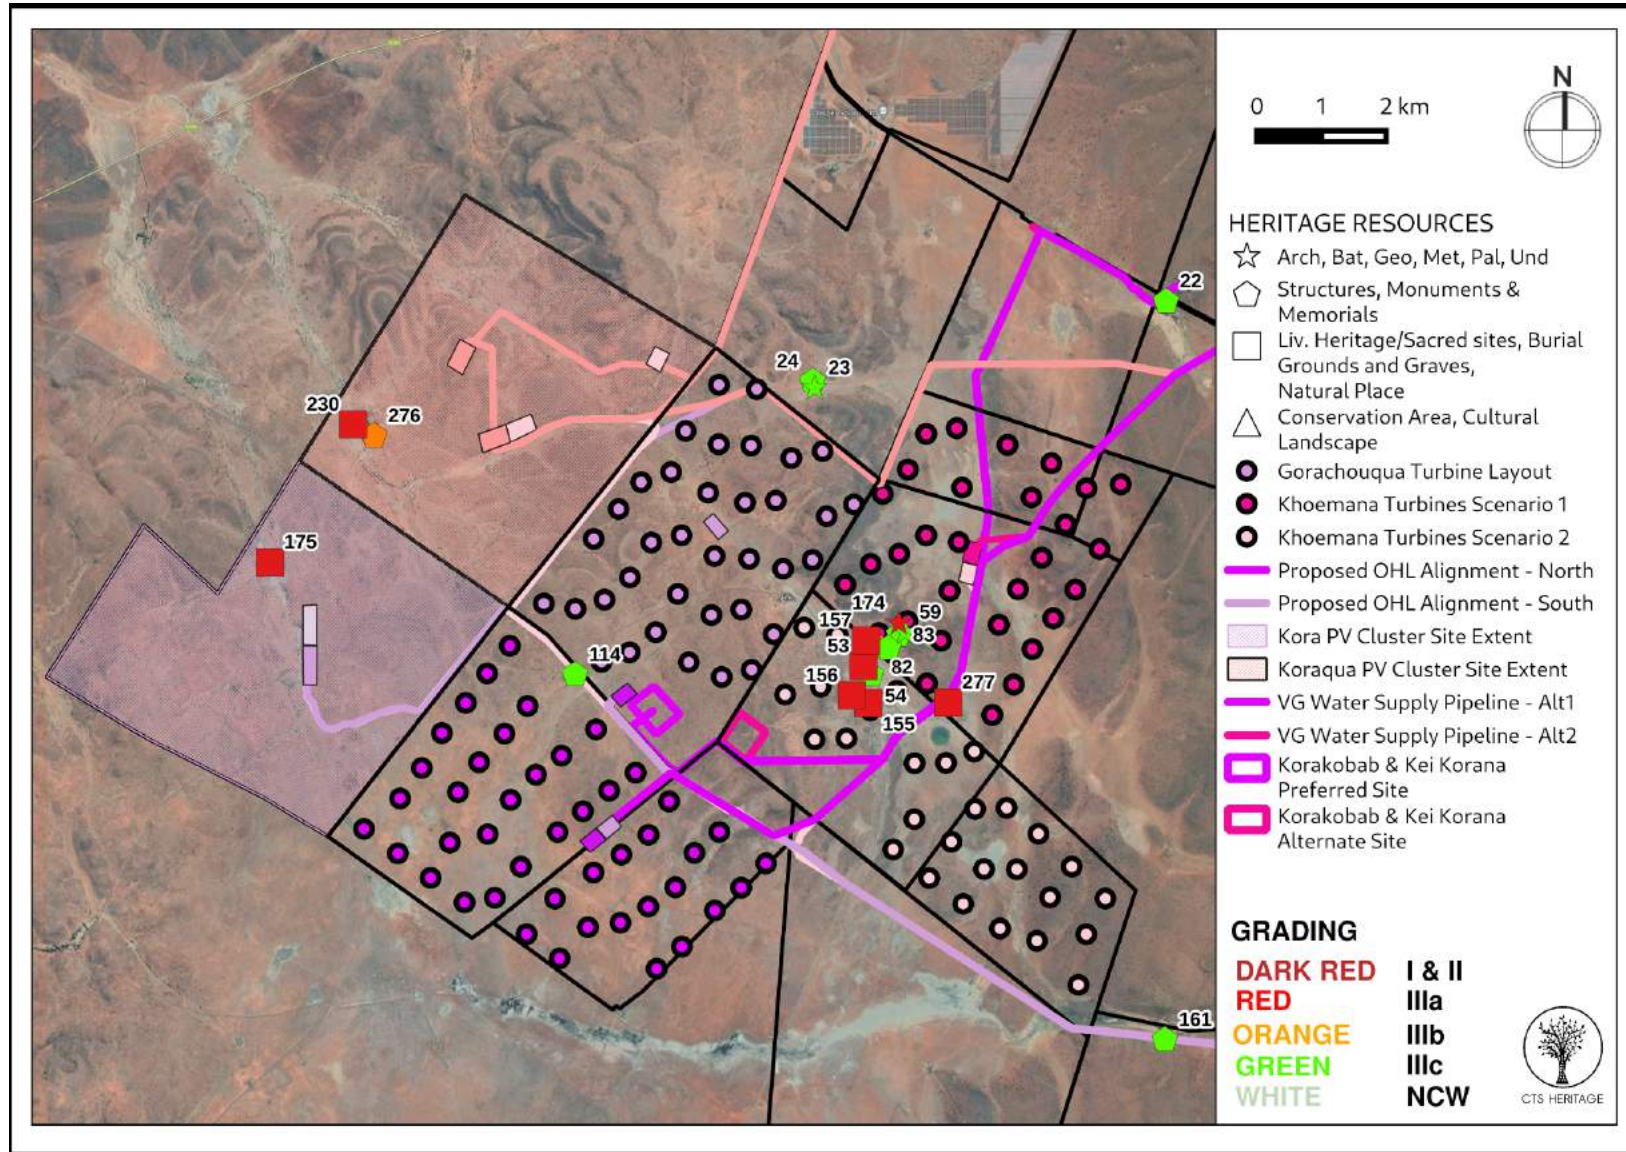 N
0 1 2 km
HERITAGE RESOURCES
Arch, Bat, Geo, Met, Pal, Und
Structures, Monuments &
Memorials
Liv. Heritage/Sacred sites, Burial
Grounds and Graves,
Natural Place
Conservation Area, Cultural
Landscape
Gorachouqua Turbine Layout
Khoemana Turbines Scenario 1
Khoemana Turbines Scenario 2
Proposed OHL Alignment - North
Proposed OHL Alignment - South
Kora PV Cluster Site Extent
Koraqua PV Cluster Site Extent
VG Water Supply Pipeline - Alt1
VG Water Supply Pipeline - Alt2
Korakobab & Kei Korana
Preferred Site
Korakobab & Kei Korana
Alternate Site
GRADING
DARK RED I & II
RED IIIa
ORANGE IIIb
GREEN IIIc
WHITE NCW
CTS HERITAGE
22
24 23
230
276
175
174
59
157
83
53
114
82
156
54
277
155
161